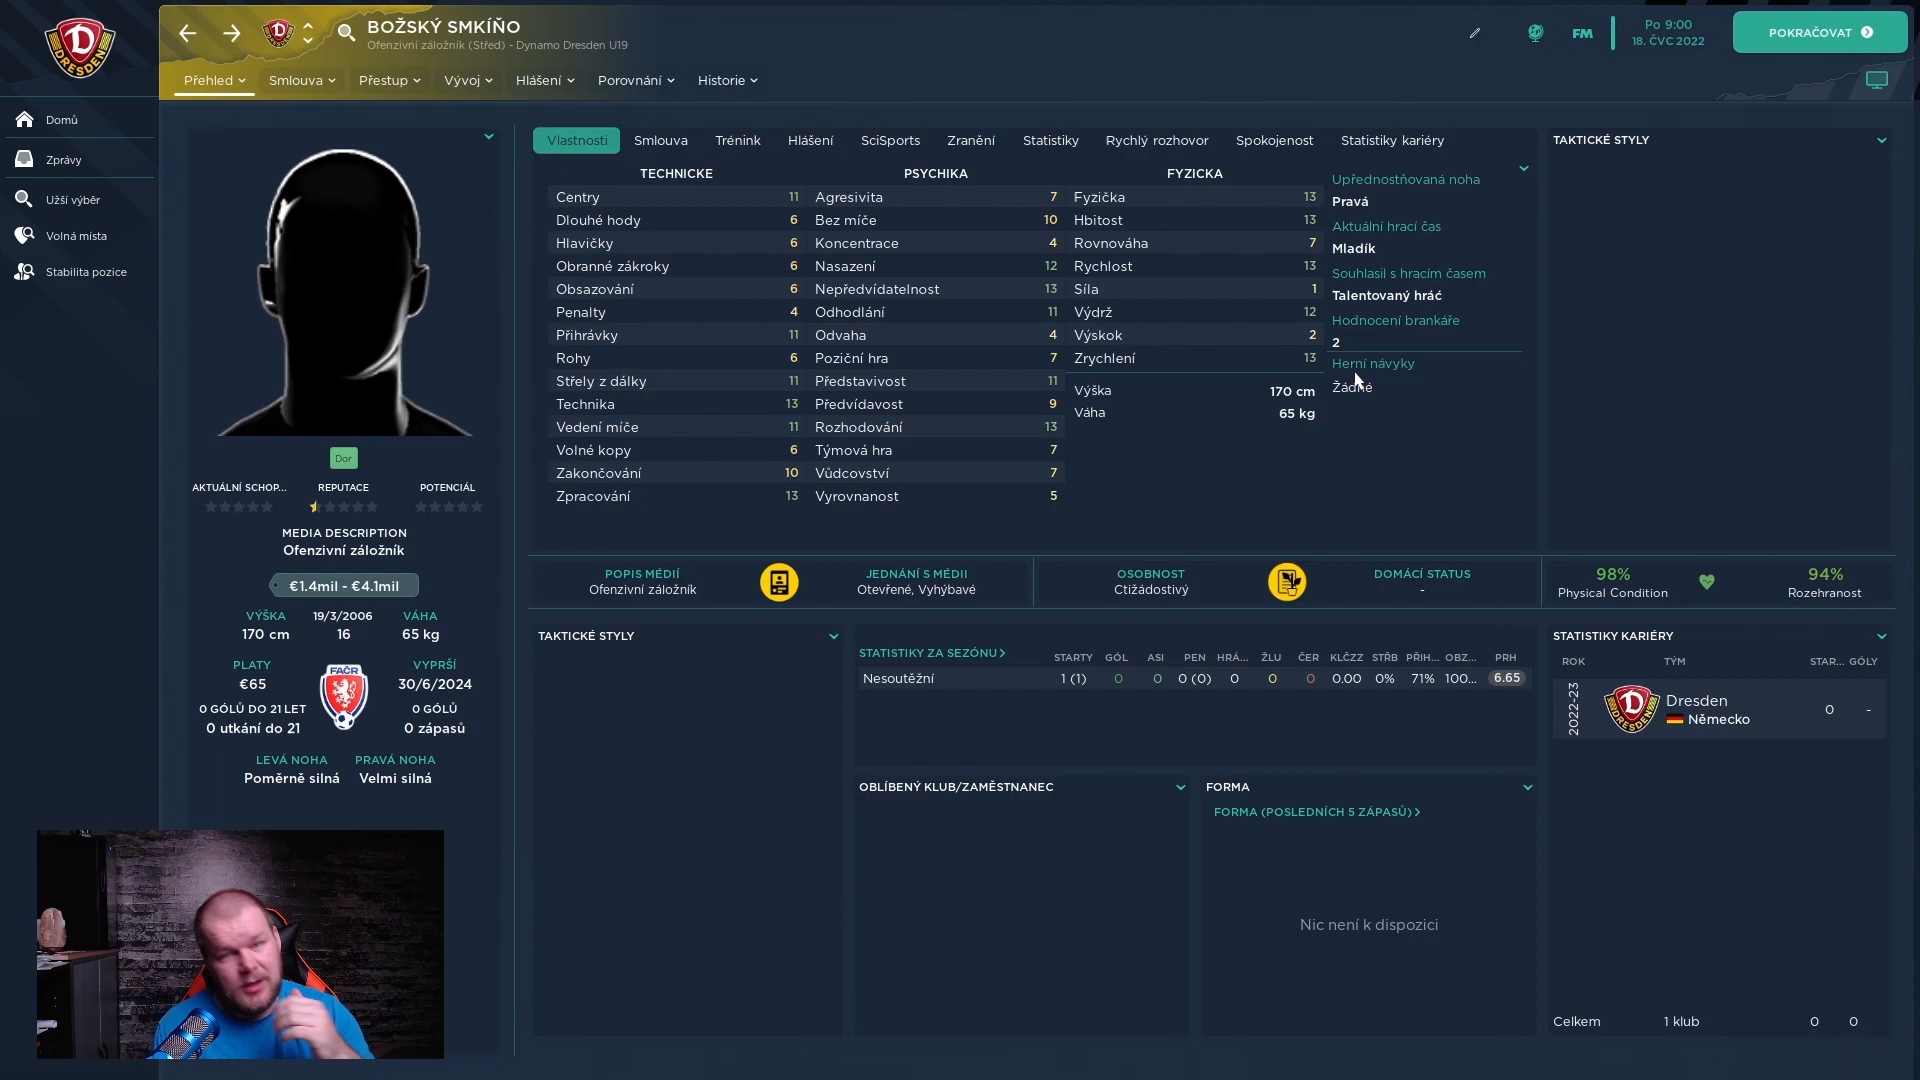 BOŽSKÝ SMKÍŇO
Ofenzivní záložník (Střed) - Dynamo Dresden U19
FM
Po 9:00
18. ČVC 2022
POKRAČOVAT
Přehled
Smlouva
Přestup
Vývoj
Hlášení
Porovnání
Historie
Domů
Zprávy
Užší výběr
Volná místa
Stabilita pozice
Dor
AKTUÁLNÍ SCHOP...
REPUTACE
POTENCIÁL
MEDIA DESCRIPTION
Ofenzivní záložník
€1.4mil - €4.1mil
VÝŠKA
19/3/2006
VÁHA
170 cm
16
65 kg
PLATY
VYPRŠÍ
€65
30/6/2024
FAČR
0 GÓLŮ DO 21 LET
0 GÓLŮ
0 utkání do 21
0 zápasů
LEVÁ NOHA
PRAVÁ NOHA
Poměrně silná
Velmi silná
Vlastnosti
Smlouva
Trénink
Hlášení
SciSports
Zranění
Statistiky
Rychlý rozhovor
Spokojenost
Statistiky kariéry
TECHNICKE
Centry 11
Dlouhé hody 6
Hlavičky 6
Obranné zákroky 6
Obsazování 6
Penalty 4
Přihrávky 11
Rohy 6
Střely z dálky 11
Technika 13
Vedení míče 11
Volné kopy 6
Zakončování 10
Zpracování 13
PSYCHIKA
Agresivita 7
Bez míče 10
Koncentrace 4
Nasazení 12
Nepředvídatelnost 13
Odhodlání 11
Odvaha 4
Poziční hra 7
Představivost 11
Předvídavost 9
Rozhodování 13
Týmová hra 7
Vůdcovství 7
Vyrovnanost 5
FYZICKA
Fyzička 13
Hbitost 13
Rovnováha 7
Rychlost 13
Síla 1
Výdrž 12
Výskok 2
Zrychlení 13
Výška 170 cm
Váha 65 kg
Upřednostňovaná noha
Pravá
Aktuální hrací čas
Mladík
Souhlasil s hracím časem
Talentovaný hráč
Hodnocení brankáře
2
Herní návyky
Žádné
TAKTICKÉ STYLY
POPIS MÉDIÍ
Ofenzivní záložník
JEDNÁNÍ S MÉDII
Otevřené, Vyhýbavé
OSOBNOST
Ctižádostivý
DOMÁCÍ STATUS
-
98%
Physical Condition
94%
Rozehranost
TAKTICKÉ STYLY
STATISTIKY ZA SEZÓNU
STARTY GÓL ASI PEN HRÁ... ŽLU ČER KLČZZ STŘB PŘIH... OBZ... PRH
Nesoutěžní 1 (1) 0 0 0 (0) 0 0 0 0.00 0% 71% 100... 6.65
OBLÍBENÝ KLUB/ZAMĚSTNANEC
FORMA
FORMA (POSLEDNÍCH 5 ZÁPASŮ)
Nic není k dispozici
STATISTIKY KARIÉRY
ROK TÝM STAR... GÓLY
2022-23
Dresden
Německo
0 -
Celkem 1 klub 0 0
DRESDEN